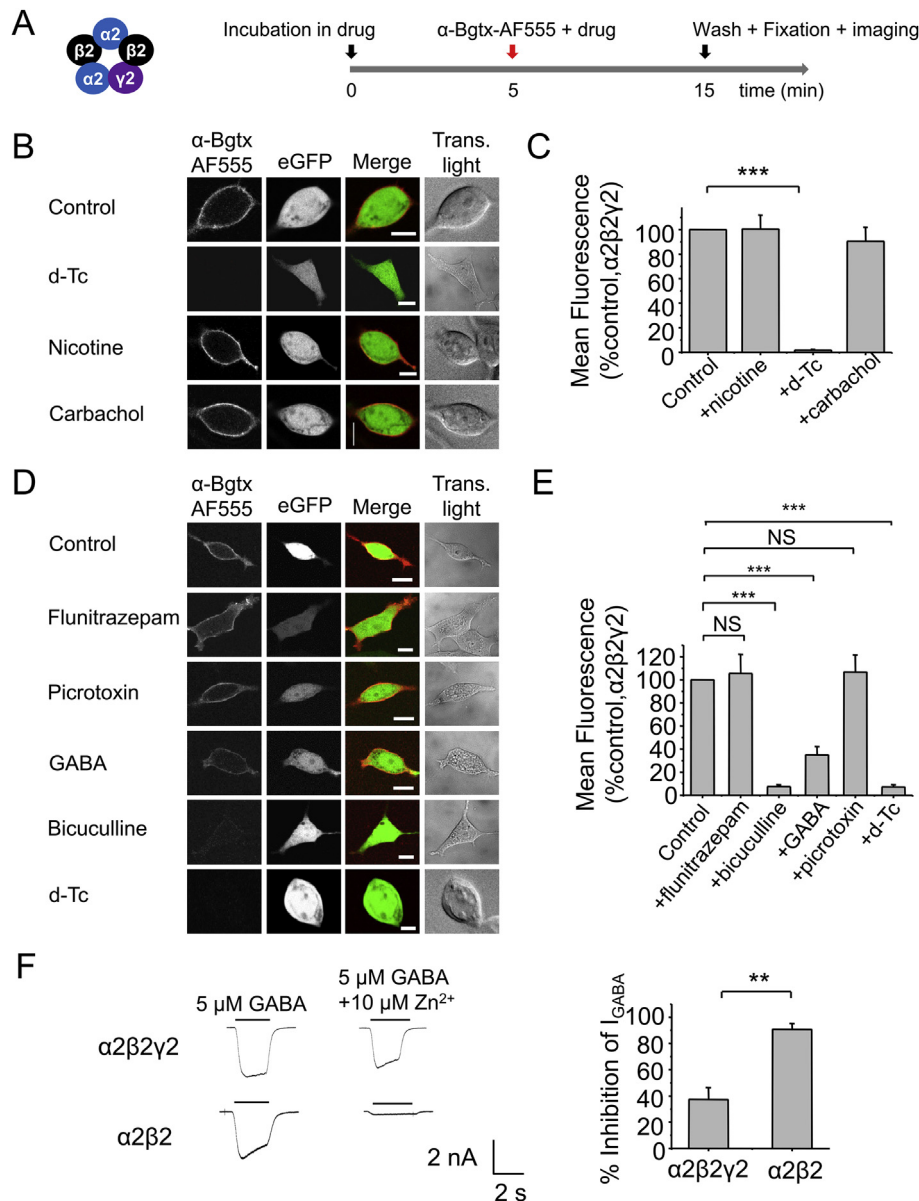 A
α2
β2 β2
α2 γ2
Incubation in drug
α-Bgtx-AF555 + drug
Wash + Fixation + imaging
0 5 15 time (min)
B
α-Bgtx
AF555 eGFP Merge Trans.
light
Control
d-Tc
Nicotine
Carbachol
C
***
Mean Fluorescence
(%control,α2β2γ2)
100
80
60
40
20
0
Control
+nicotine
+d-Tc
+carbachol
D
α-Bgtx
AF555 eGFP Merge Trans.
light
Control
Flunitrazepam
Picrotoxin
GABA
Bicuculline
d-Tc
E
***
NS
***
***
NS
Mean Fluorescence
(%control,α2β2γ2)
120
100
80
60
40
20
0
Control
+flunitrazepam
+bicuculline
+GABA
+picrotoxin
+d-Tc
F
5 µM GABA
5 µM GABA
+10 µM Zn²⁺
α2β2γ2
α2β2
2 nA
2 s
**
% Inhibition of I_GABA
100
80
60
40
20
0
α2β2γ2 α2β2